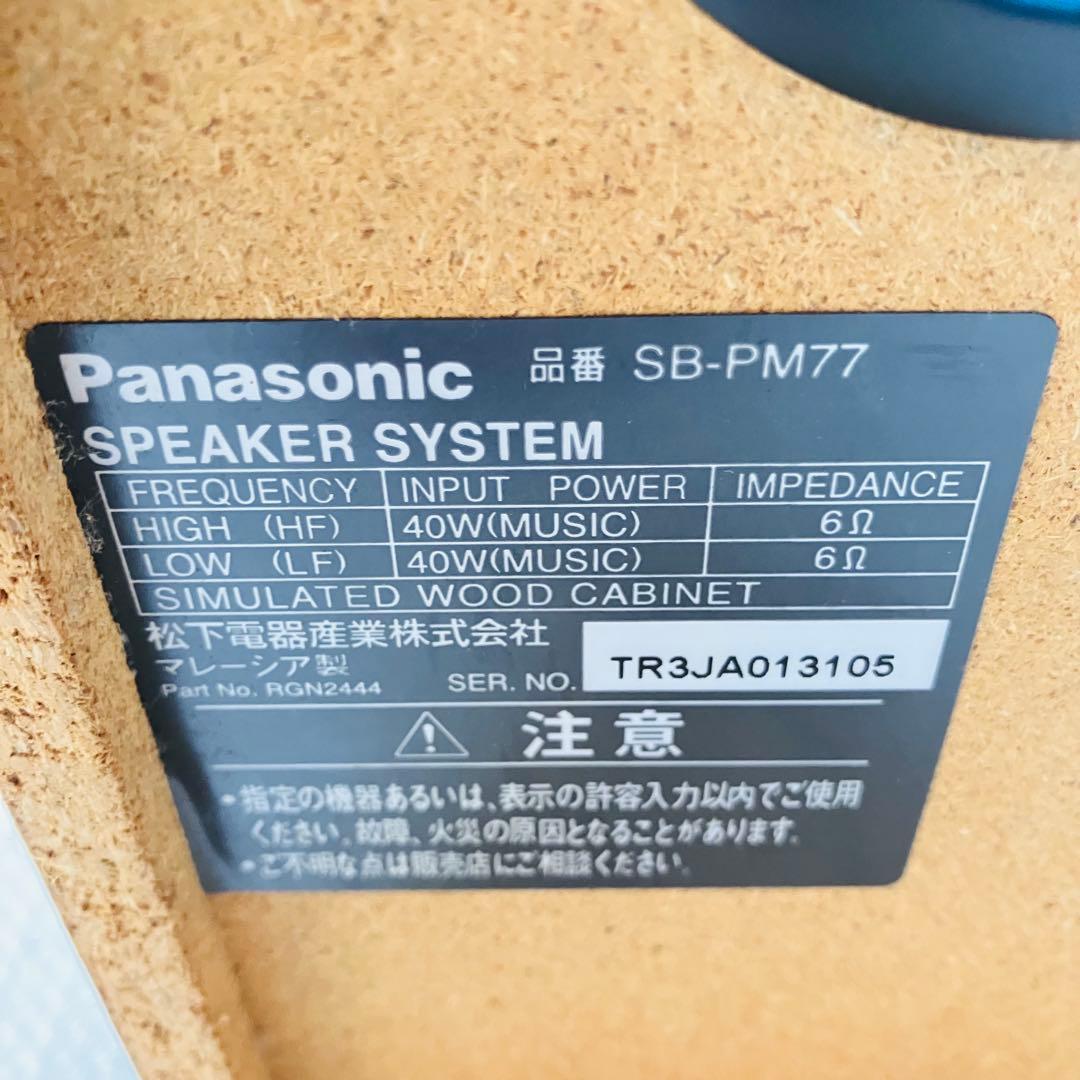 Panasonic 品番 SB-PM77
SPEAKER SYSTEM
FREQUENCY INPUT POWER IMPEDANCE
HIGH (HF) 40W(MUSIC) 6Ω
LOW (LF) 40W(MUSIC) 6Ω
SIMULATED WOOD CABINET
松下電器産業株式会社
マレーシア製
Part No. RGN2444 SER. NO. TR3JA013105
注意
・指定の機器あるいは、表示の許容入力以内でご使用
ください。故障、火災の原因となることがあります。
・ご不明な点は販売店にご相談ください。